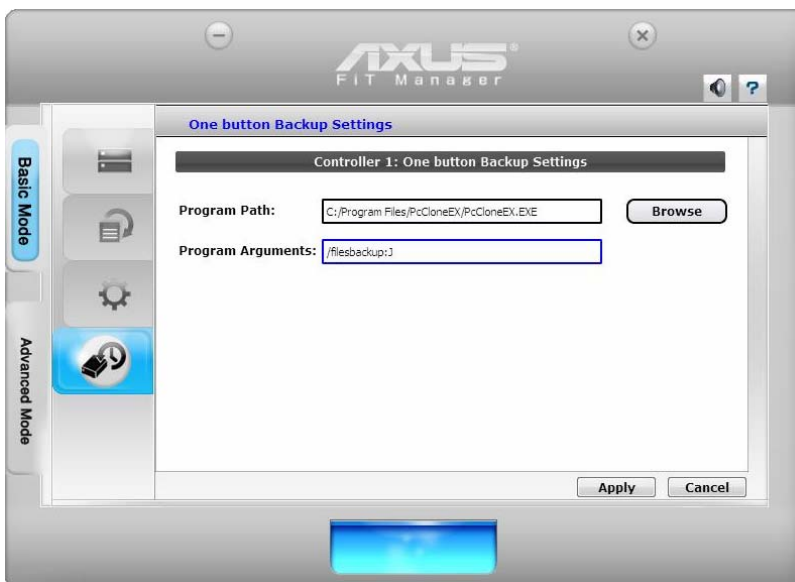 AXUS
FiT Manager
?
One button Backup Settings
Basic Mode
Controller 1: One button Backup Settings
Program Path: C:/Program Files/PcCloneEX/PcCloneEX.EXE Browse
Program Arguments: /filesbackup:J
Advanced Mode
Apply Cancel